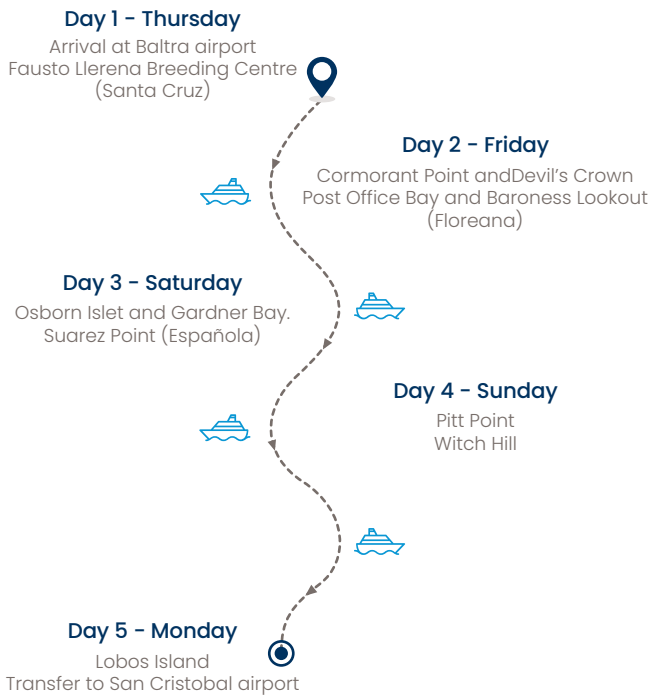 Day 1 - Thursday
Arrival at Baltra airport
Fausto Llerena Breeding Centre
(Santa Cruz)
Day 2 - Friday
Cormorant Point andDevil's Crown
Post Office Bay and Baroness Lookout
(Floreana)
Day 3 - Saturday
Osborn Islet and Gardner Bay.
Suarez Point (Española)
Day 4 - Sunday
Pitt Point
Witch Hill
Day 5 - Monday
Lobos Island
Transfer to San Cristobal airport